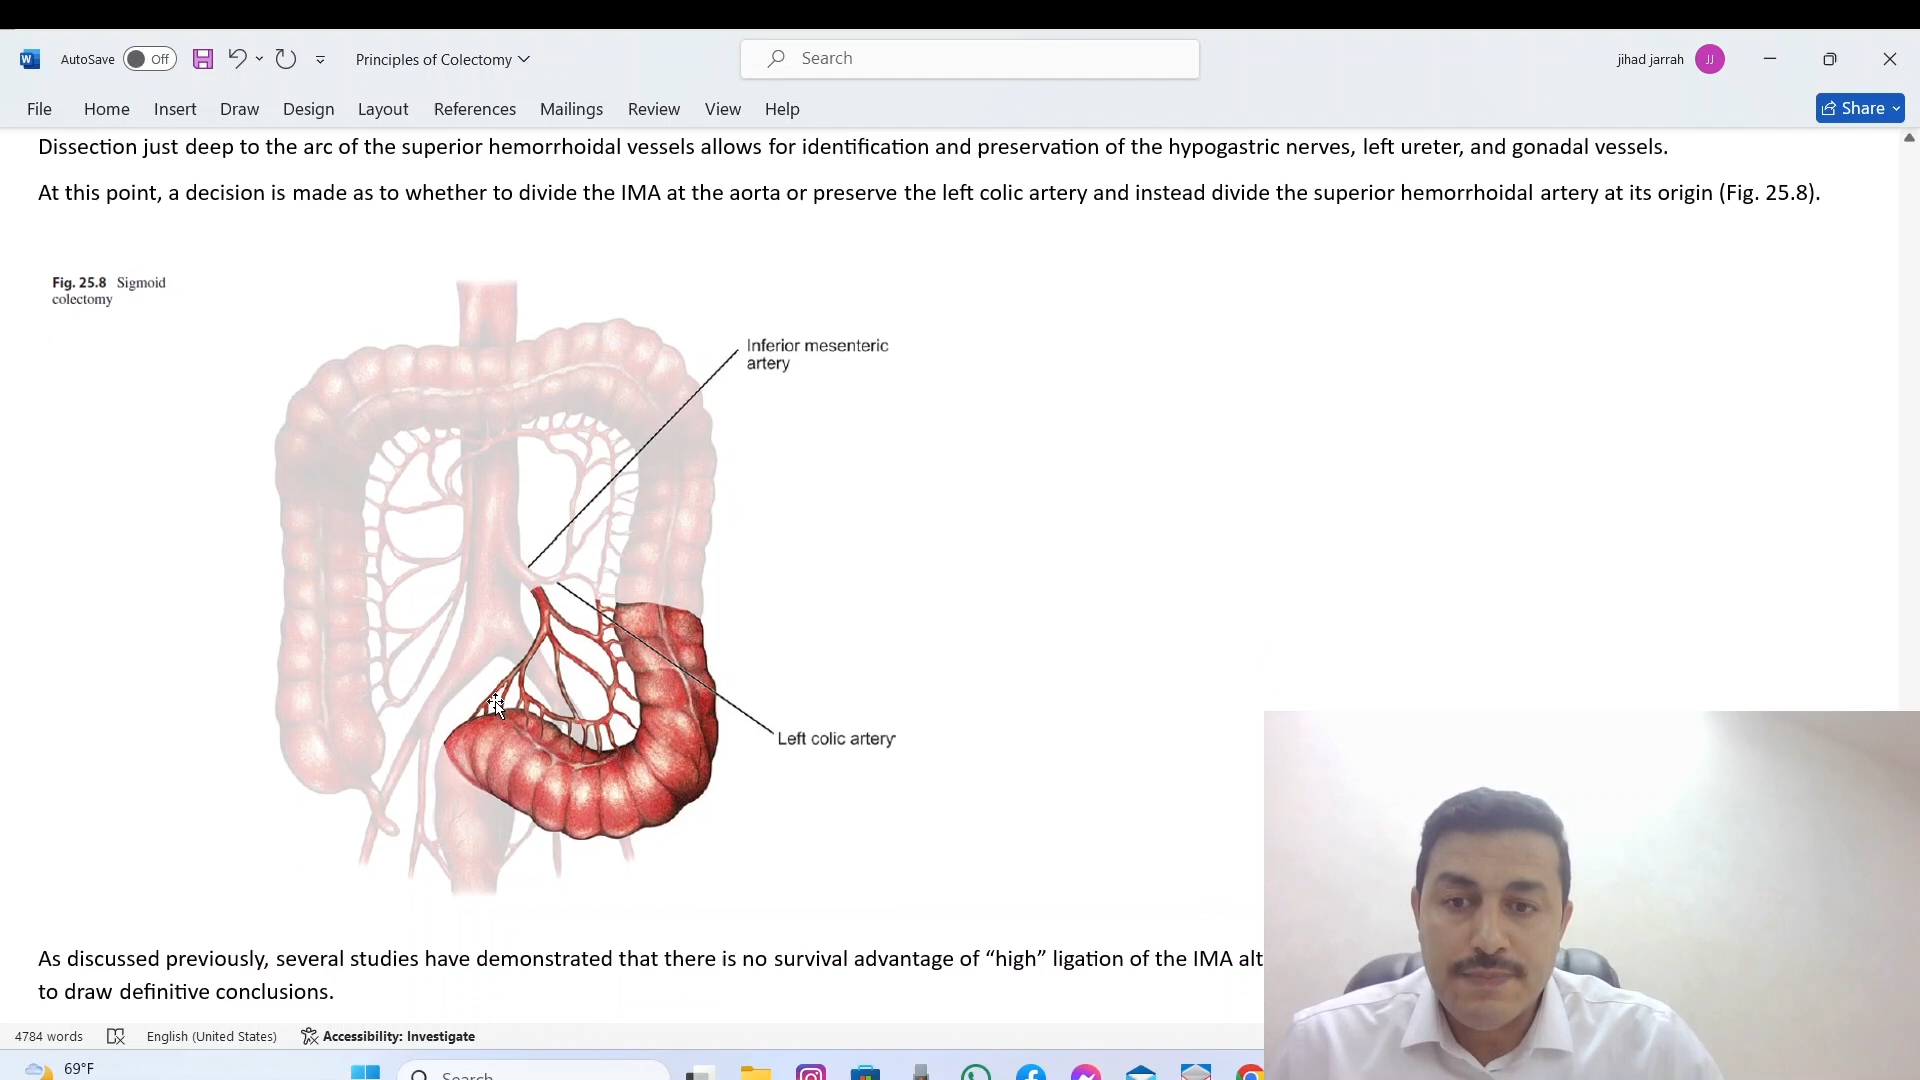 AutoSave Off Principles of Colectomy Search jihad jarrah JJ
File Home Insert Draw Design Layout References Mailings Review View Help Share
Dissection just deep to the arc of the superior hemorrhoidal vessels allows for identification and preservation of the hypogastric nerves, left ureter, and gonadal vessels.
At this point, a decision is made as to whether to divide the IMA at the aorta or preserve the left colic artery and instead divide the superior hemorrhoidal artery at its origin (Fig. 25.8).
Fig. 25.8 Sigmoid
colectomy
Inferior mesenteric
artery
Left colic artery
As discussed previously, several studies have demonstrated that there is no survival advantage of “high” ligation of the IMA alt
to draw definitive conclusions.
4784 words English (United States) Accessibility: Investigate
69°F Search